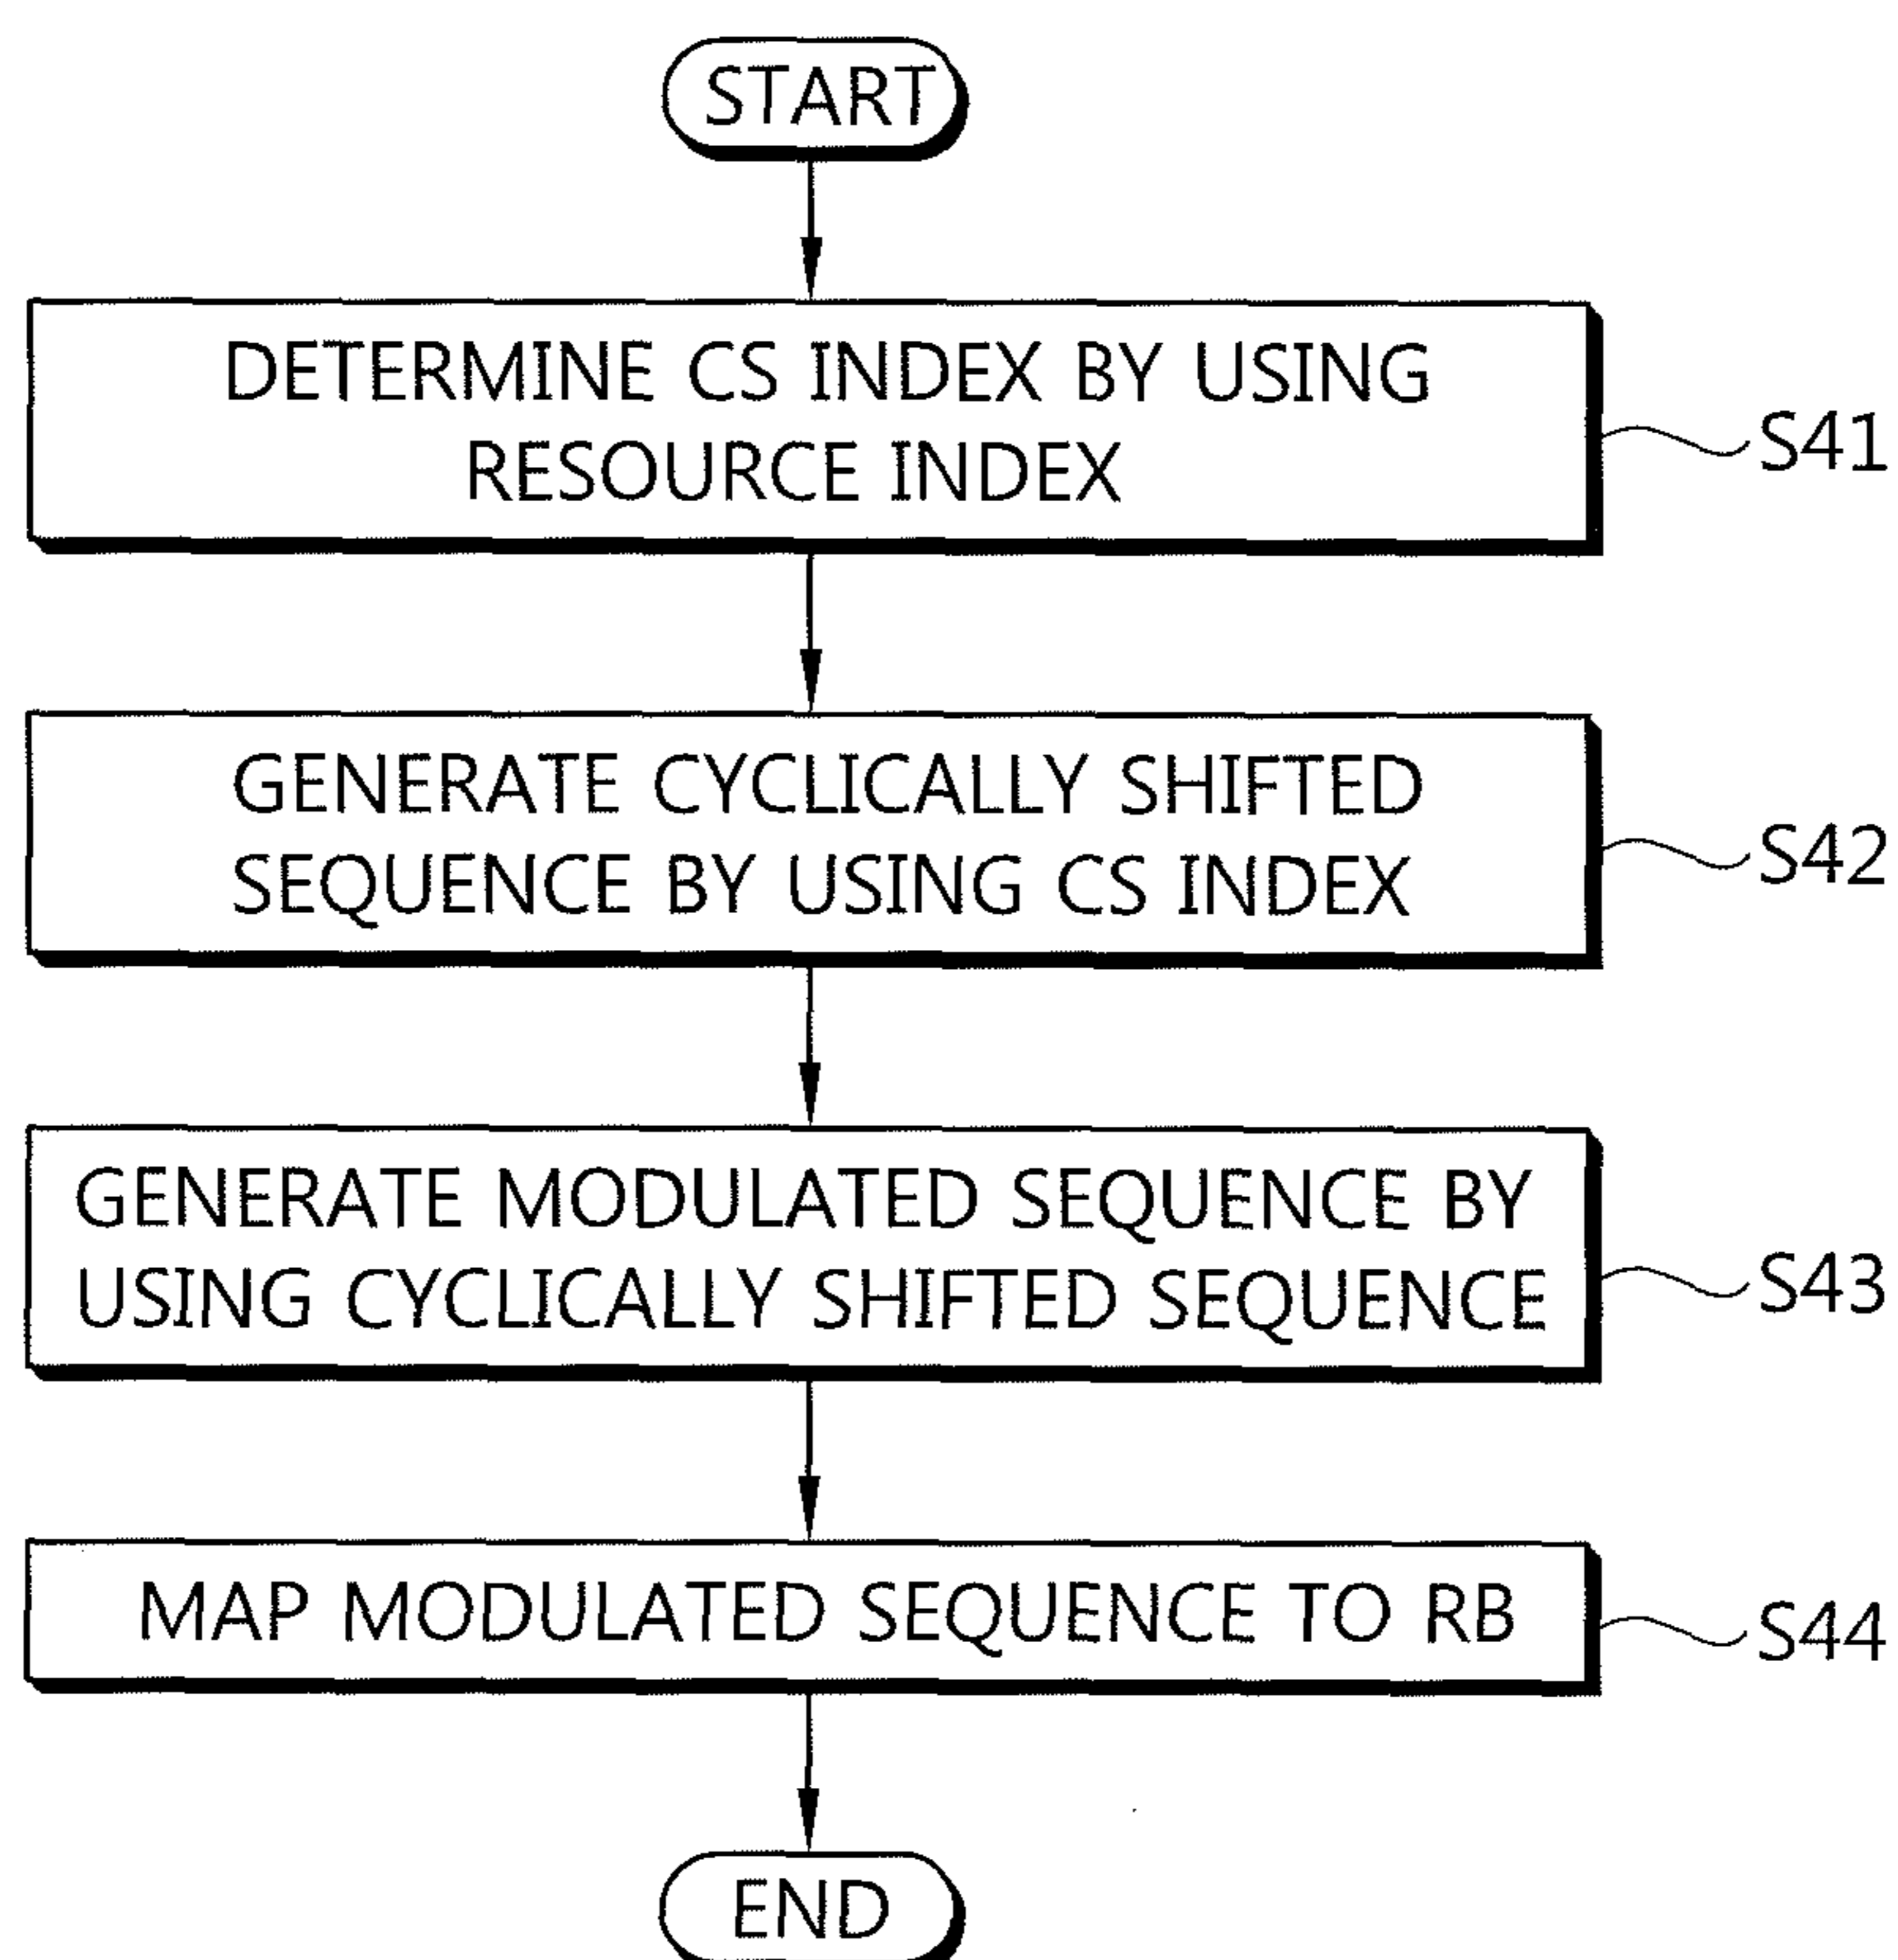 START
DETERMINE CS INDEX BY USING
RESOURCE INDEX
S41
GENERATE CYCLICALLY SHIFTED
SEQUENCE BY USING CS INDEX
S42
GENERATE MODULATED SEQUENCE BY
USING CYCLICALLY SHIFTED SEQUENCE
S43
MAP MODULATED SEQUENCE TO RB
S44
END